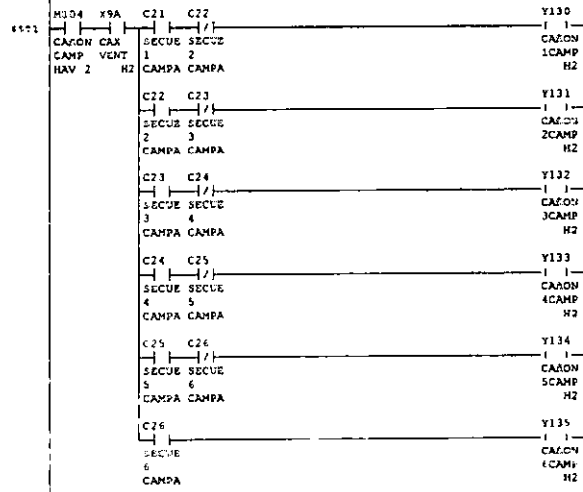 M104 X9A C21 C22 Y130
CAÑON CAX SECUE SECUE CAÑON
CAMP VENT 1 2 1CAMP
HAV 2 H2 CAMPA CAMPA H2
C22 C23 Y131
SECUE SECUE CAÑON
2 3 2CAMP
CAMPA CAMPA H2
C23 C24 Y132
SECUE SECUE CAÑON
3 4 3CAMP
CAMPA CAMPA H2
C24 C25 Y133
SECUE SECUE CAÑON
4 5 4CAMP
CAMPA CAMPA H2
C25 C26 Y134
SECUE SECUE CAÑON
5 6 5CAMP
CAMPA CAMPA H2
C26 Y135
SECUE CAÑON
6 6CAMP
CAMPA H2